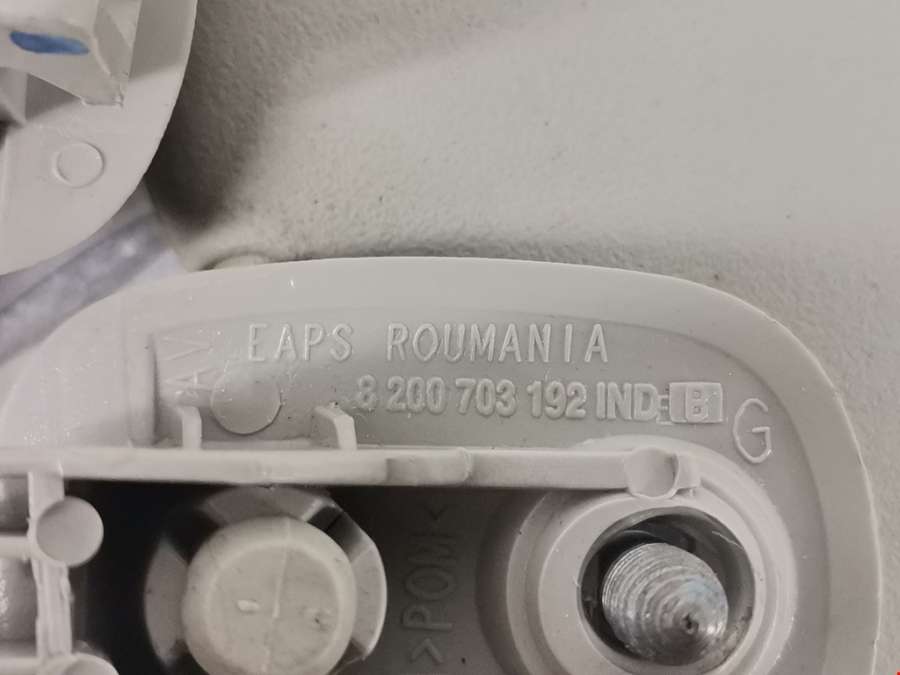 EAPS ROUMANIA
8 200 703 192 IND B
G
>POM<